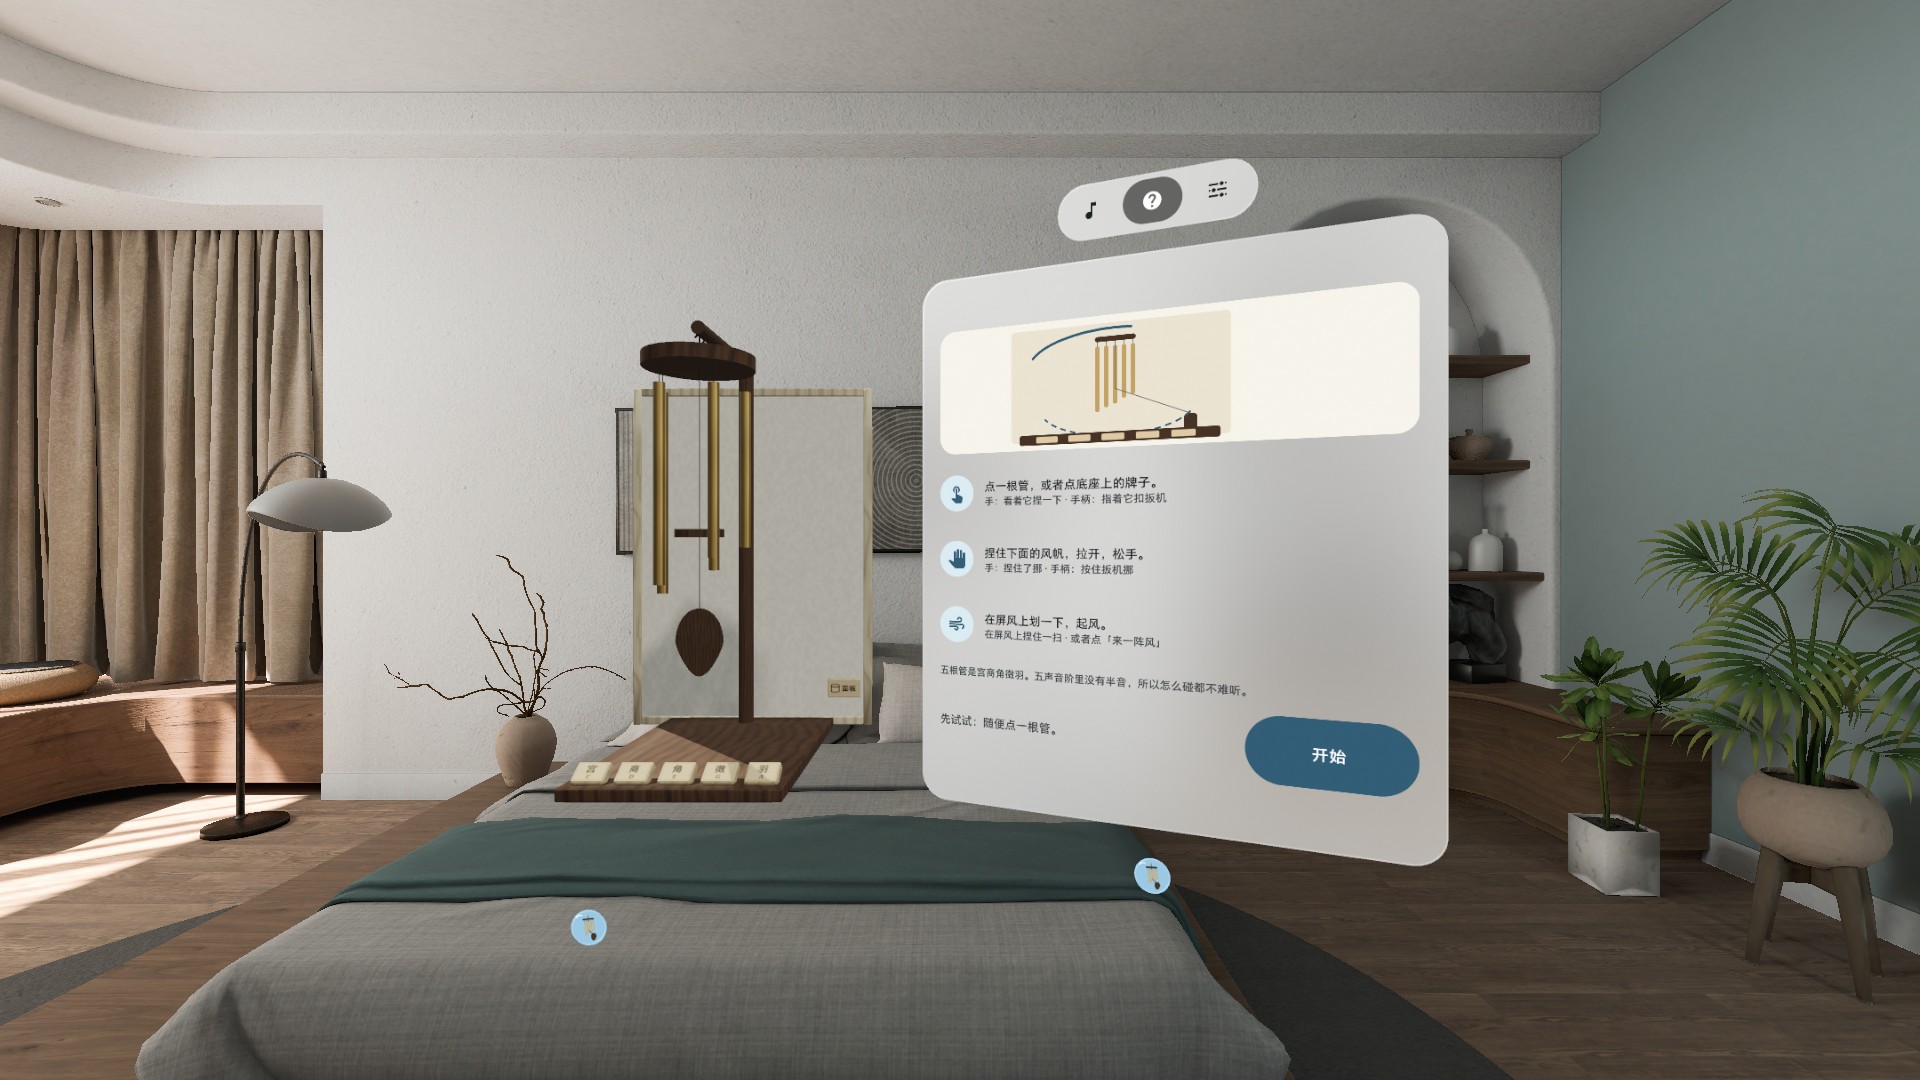 点一根管，或者点底座上的牌子。
手：看着它捏一下 · 手柄：指着它扣扳机
捏住下面的风帆，拉开，松手。
手：捏住了挪 · 手柄：按住扳机挪
在屏风上划一下，起风。
在屏风上捏住一扫 · 或者点「来一阵风」
五根管是宫商角徵羽。五声音阶里没有半音，所以怎么碰都不难听。
先试试：随便点一根管。
开始
宫 商 角 徵 羽
C D E G A